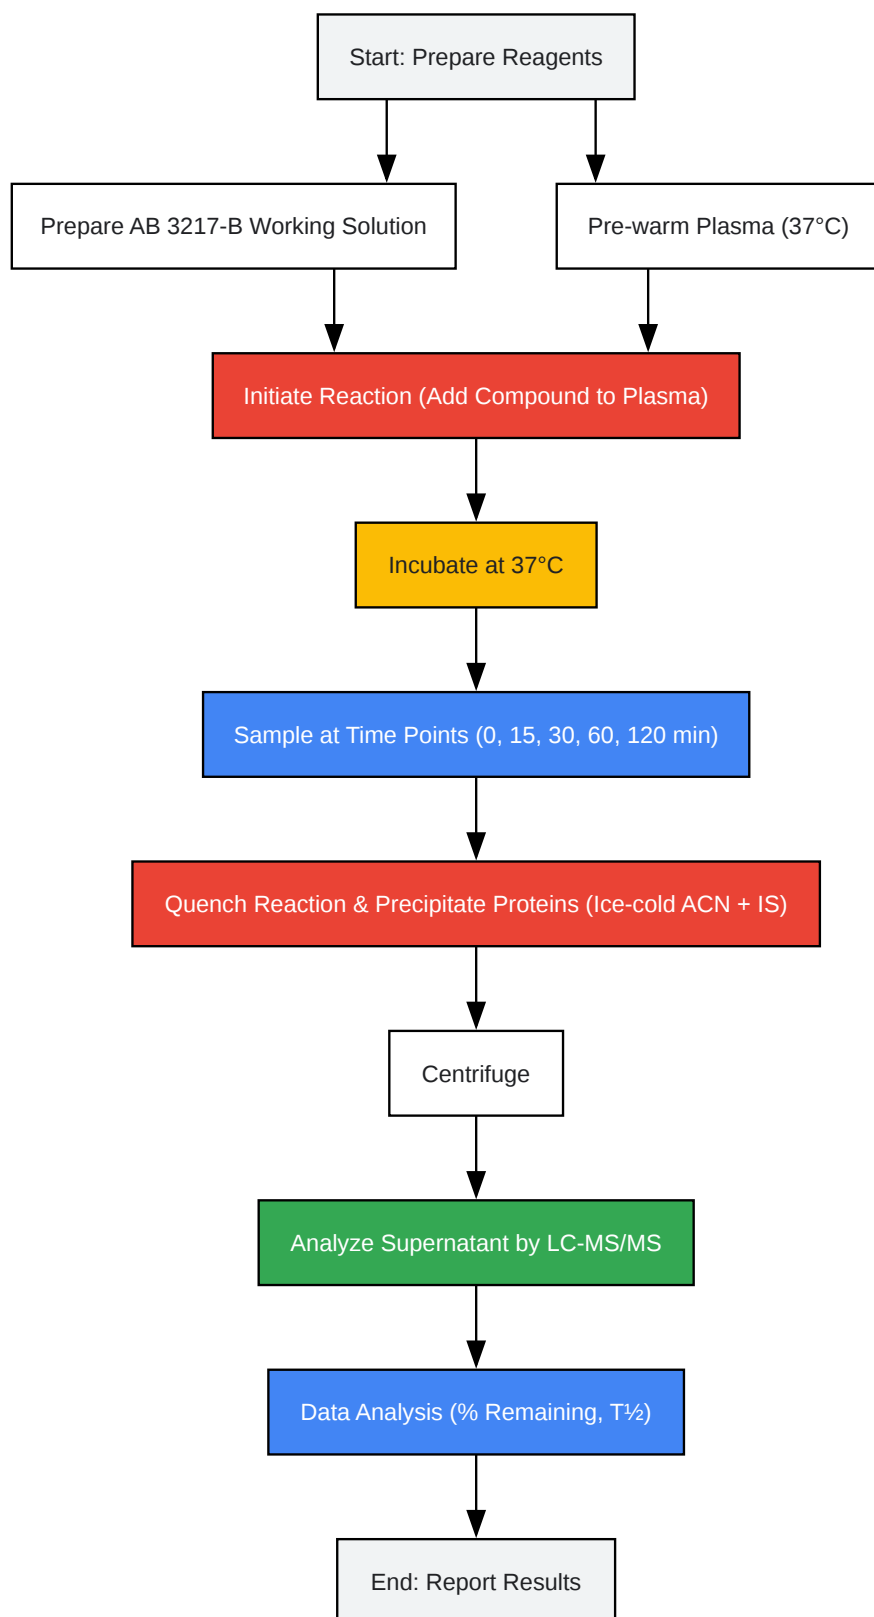 Start: Prepare Reagents
Prepare AB 3217-B Working Solution
Pre-warm Plasma (37°C)
Initiate Reaction (Add Compound to Plasma)
Incubate at 37°C
Sample at Time Points (0, 15, 30, 60, 120 min)
Quench Reaction & Precipitate Proteins (Ice-cold ACN + IS)
Centrifuge
Analyze Supernatant by LC-MS/MS
Data Analysis (% Remaining, T½)
End: Report Results